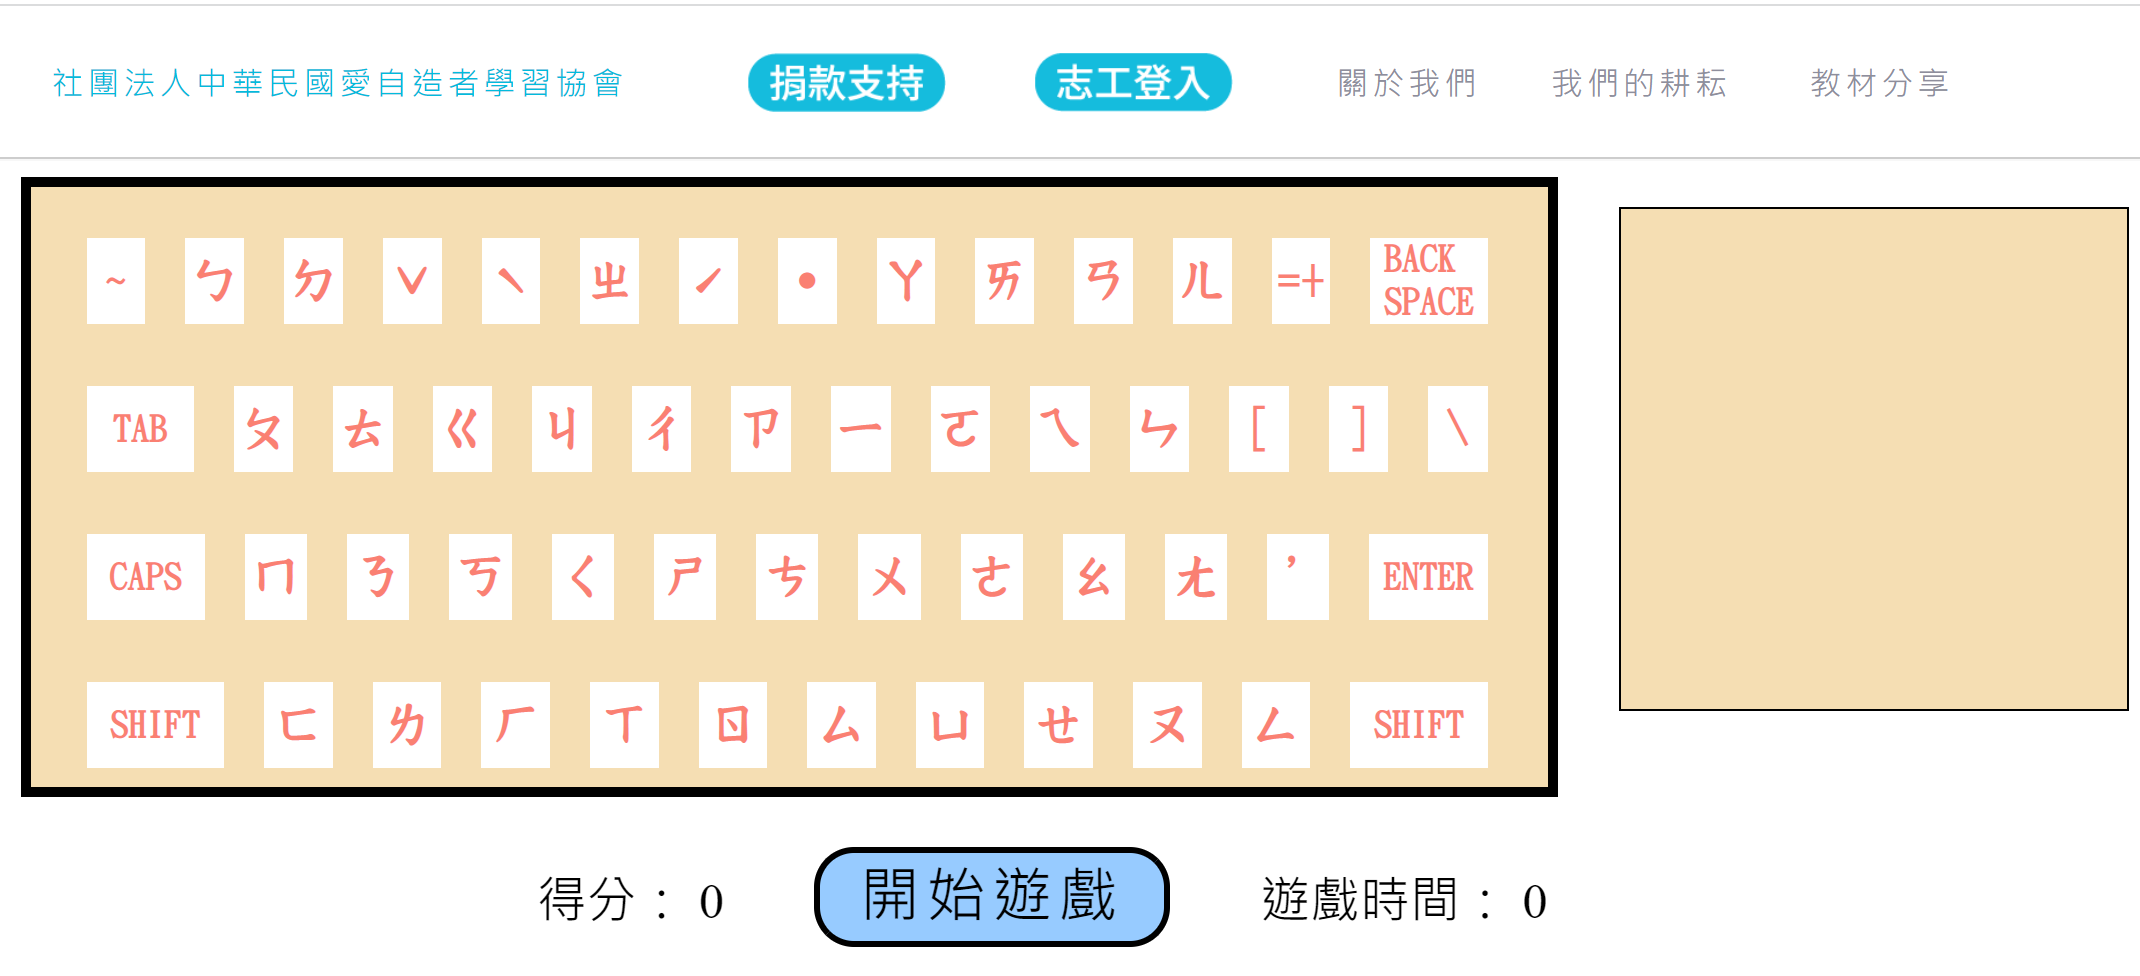 社團法人中華民國愛自造者學習協會 捐款支持 志工登入 關於我們 我們的耕耘 教材分享
~ ㄅ ㄉ ˇ ˋ ㄓ ˊ ˙ ㄚ ㄞ ㄢ ㄦ =+ BACK SPACE
TAB ㄆ ㄊ ㄍ ㄐ ㄔ ㄗ ㄧ ㄛ ㄟ ㄣ [ ] \
CAPS ㄇ ㄋ ㄎ ㄑ ㄕ ㄘ ㄨ ㄜ ㄠ ㄤ ' ENTER
SHIFT ㄈ ㄌ ㄏ ㄒ ㄖ ㄙ ㄩ ㄝ ㄡ ㄥ SHIFT
得分： 0 開始遊戲 遊戲時間： 0